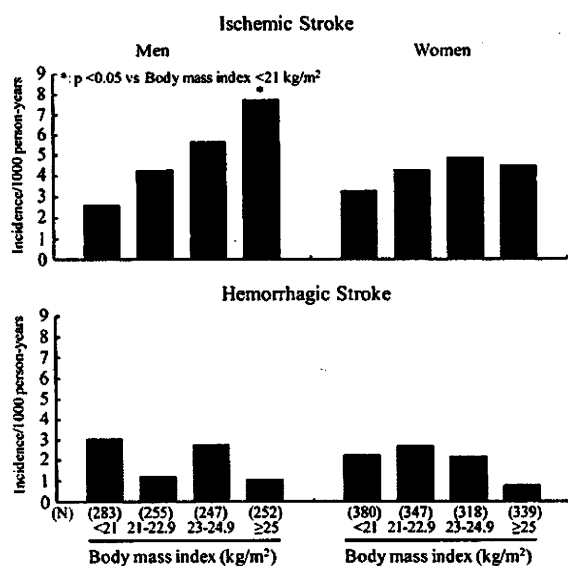 Ischemic Stroke
Men Women
*: p <0.05 vs Body mass index <21 kg/m²
*
Incidence/1000 person-years
9
8
7
6
5
4
3
2
1
0
Hemorrhagic Stroke
Incidence/1000 person-years
9
8
7
6
5
4
3
2
1
0
(N) (283) (255) (247) (252) (380) (347) (318) (339)
<21 21-22.9 23-24.9 ≥25 <21 21-22.9 23-24.9 ≥25
Body mass index (kg/m²) Body mass index (kg/m²)